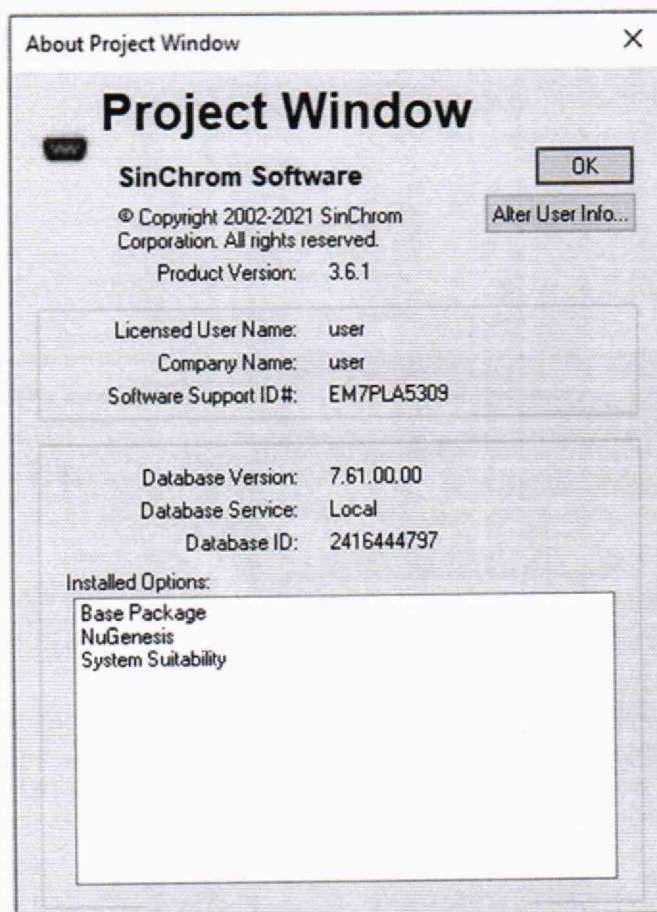 About Project Window
Project Window
SinChrom Software
OK
© Copyright 2002-2021 SinChrom
Corporation. All rights reserved.
Alter User Info...
Product Version: 3.6.1
Licensed User Name: user
Company Name: user
Software Support ID#: EM7PLA5309
Database Version: 7.61.00.00
Database Service: Local
Database ID: 2416444797
Installed Options:
Base Package
NuGenesis
System Suitability